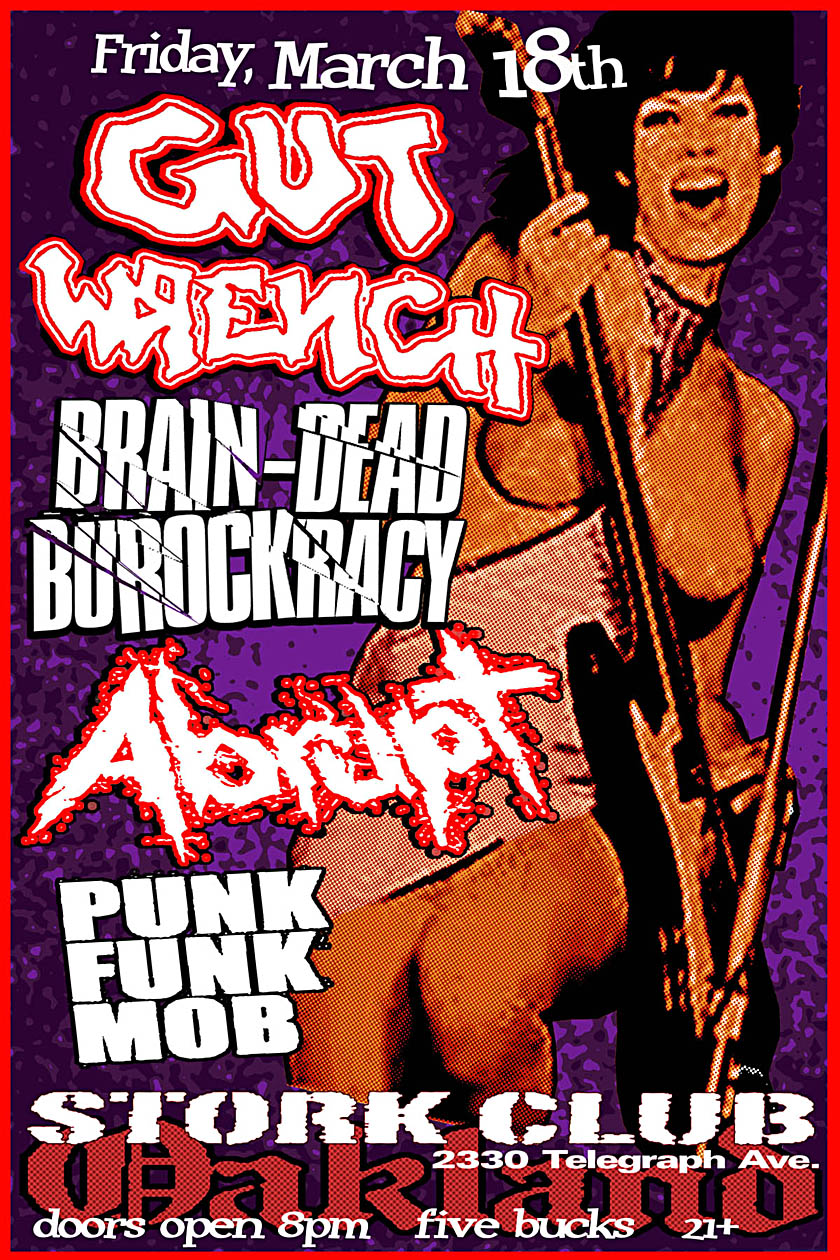 Friday, March 18th
GUT
WRENCH
BRAIN-DEAD
BUROCKRACY
Abrupt
PUNK
FUNK
MOB
STORK CLUB
Oakland
2330 Telegraph Ave.
doors open 8pm five bucks 21+